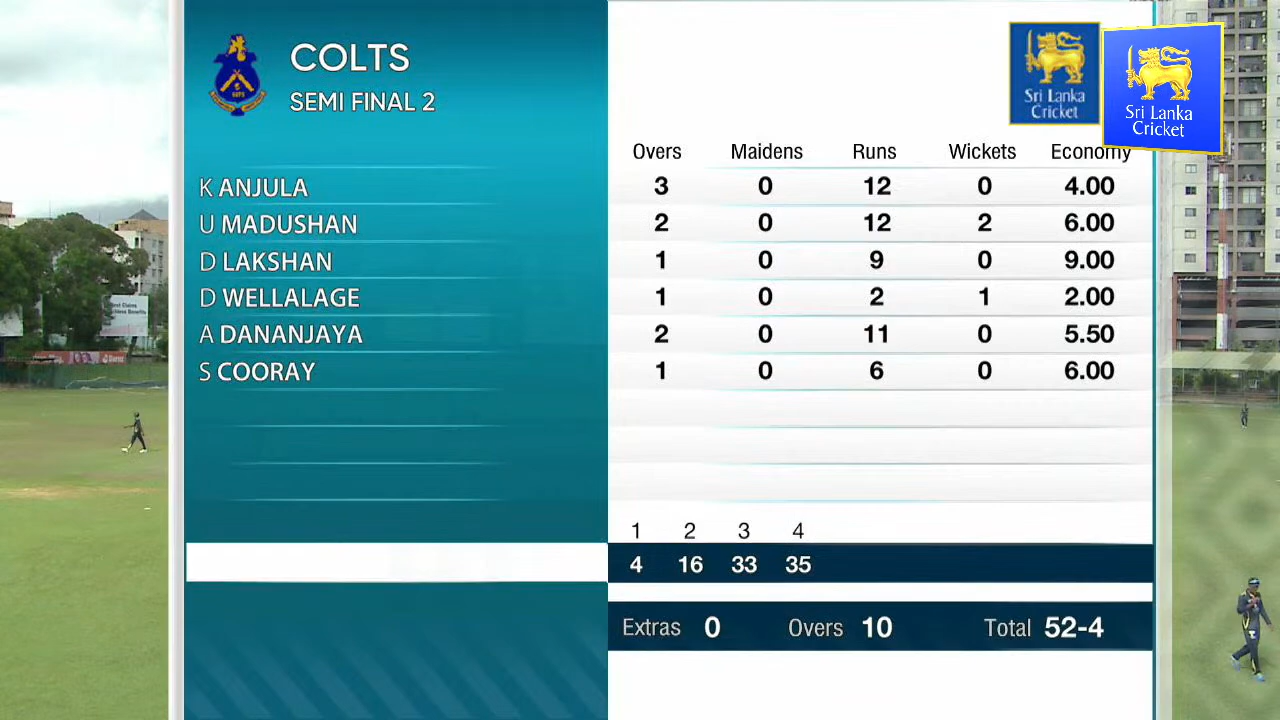 COLTS
SEMI FINAL 2
Sri Lanka
Cricket
Sri Lanka
Cricket
Overs Maidens Runs Wickets Economy
K ANJULA 3 0 12 0 4.00
U MADUSHAN 2 0 12 2 6.00
D LAKSHAN 1 0 9 0 9.00
D WELLALAGE 1 0 2 1 2.00
A DANANJAYA 2 0 11 0 5.50
S COORAY 1 0 6 0 6.00
1 2 3 4
4 16 33 35
Extras 0 Overs 10 Total 52-4